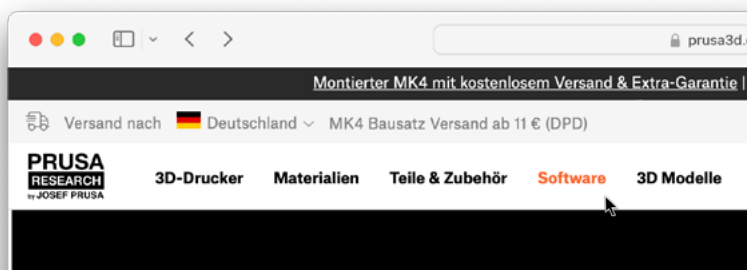 prusa3d.
Montierter MK4 mit kostenlosem Versand & Extra-Garantie |
Versand nach Deutschland MK4 Bausatz Versand ab 11 € (DPD)
PRUSA
RESEARCH
by JOSEF PRUSA
3D-Drucker Materialien Teile & Zubehör Software 3D Modelle